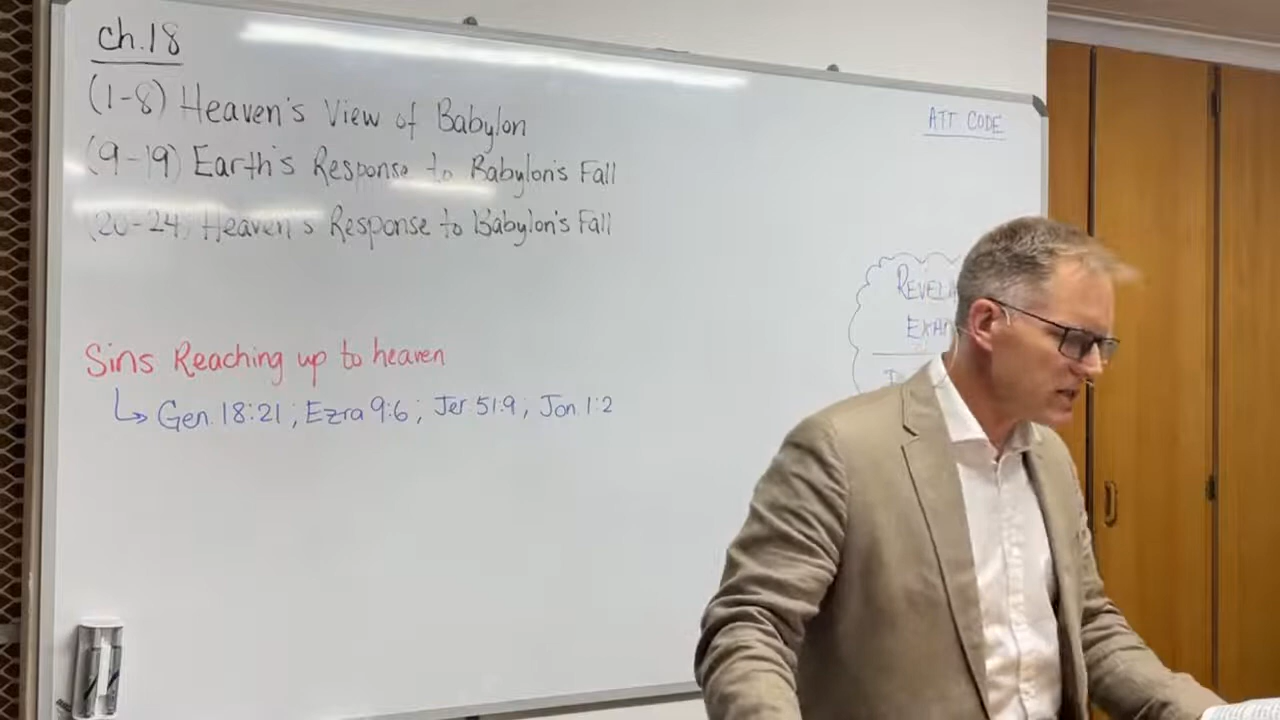 ch.18
(1-8) Heaven's View of Babylon
(9-19) Earth's Response to Babylon's Fall
(20-24) Heaven's Response to Babylon's Fall
Sins Reaching up to heaven
↳ Gen. 18:21; Ezra 9:6; Jer 51:9; Jon 1:2
ATT CODE